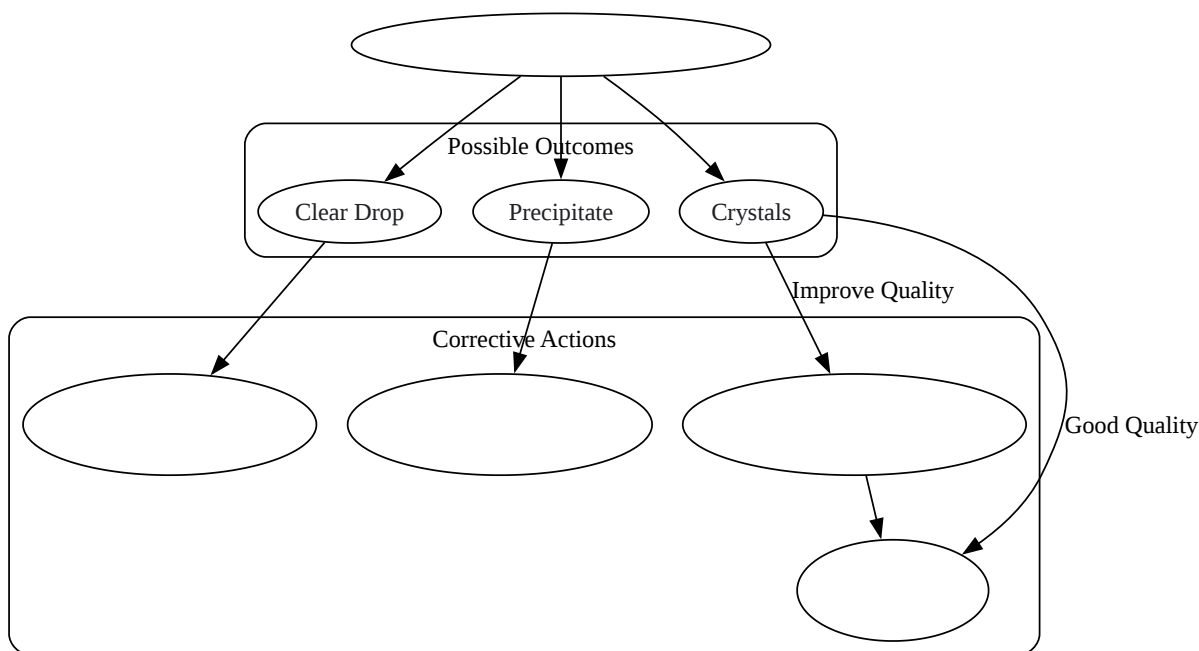 Possible Outcomes
Clear Drop
Precipitate
Crystals
Improve Quality
Corrective Actions
Good Quality